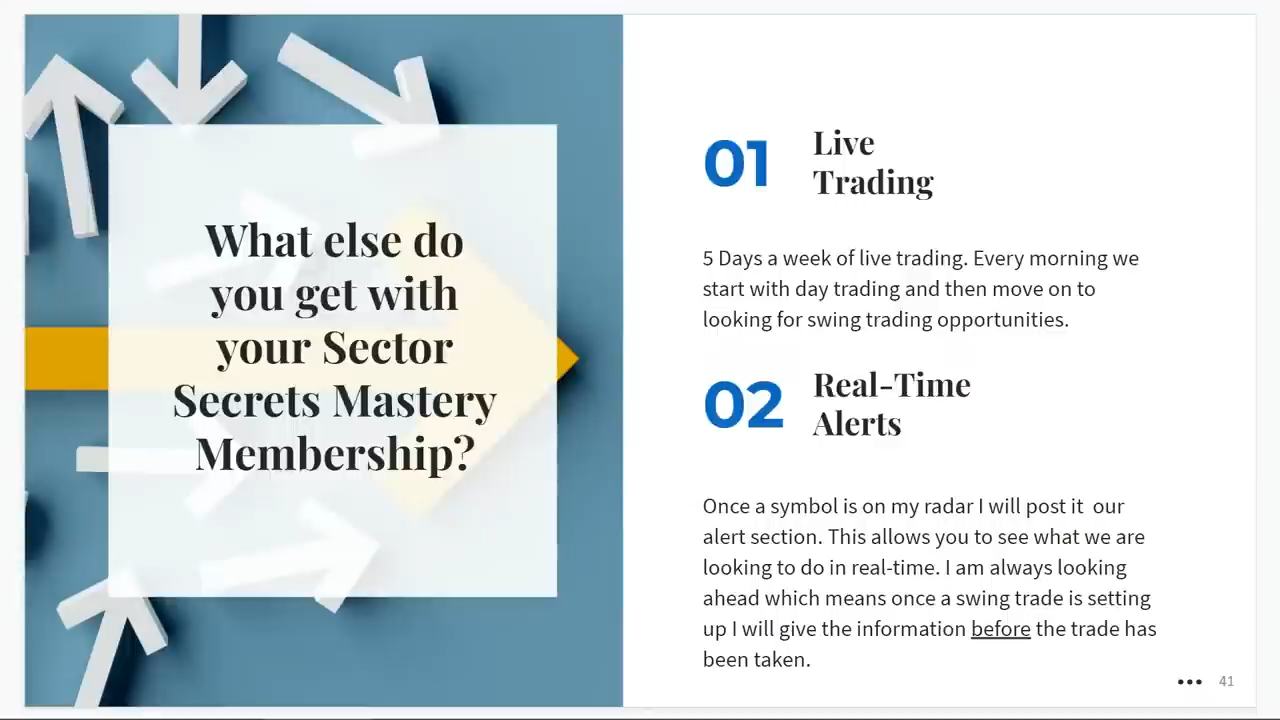 What else do
you get with
your Sector
Secrets Mastery
Membership?
01
Live
Trading
5 Days a week of live trading. Every morning we
start with day trading and then move on to
looking for swing trading opportunities.
02
Real-Time
Alerts
Once a symbol is on my radar I will post it  our
alert section. This allows you to see what we are
looking to do in real-time. I am always looking
ahead which means once a swing trade is setting
up I will give the information before the trade has
been taken.
41